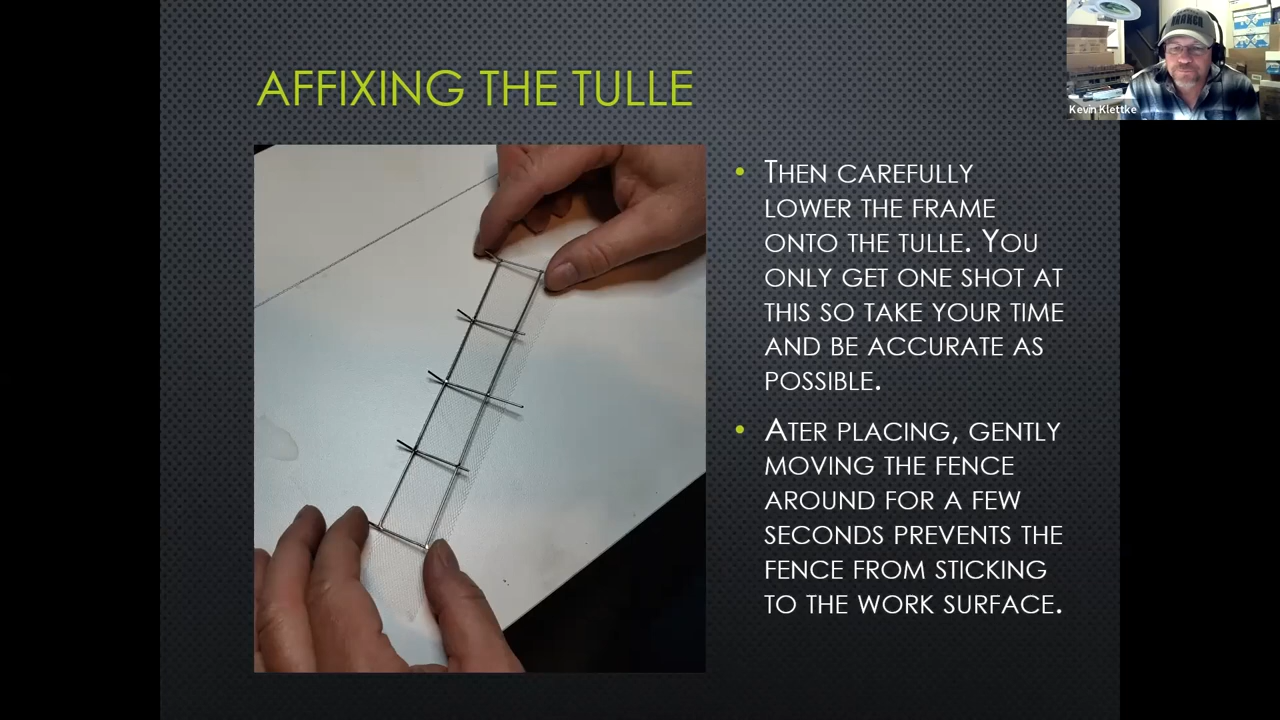 AFFIXING THE TULLE
Kevin Klettke
• THEN CAREFULLY
LOWER THE FRAME
ONTO THE TULLE. YOU
ONLY GET ONE SHOT AT
THIS SO TAKE YOUR TIME
AND BE ACCURATE AS
POSSIBLE.
• ATER PLACING, GENTLY
MOVING THE FENCE
AROUND FOR A FEW
SECONDS PREVENTS THE
FENCE FROM STICKING
TO THE WORK SURFACE.